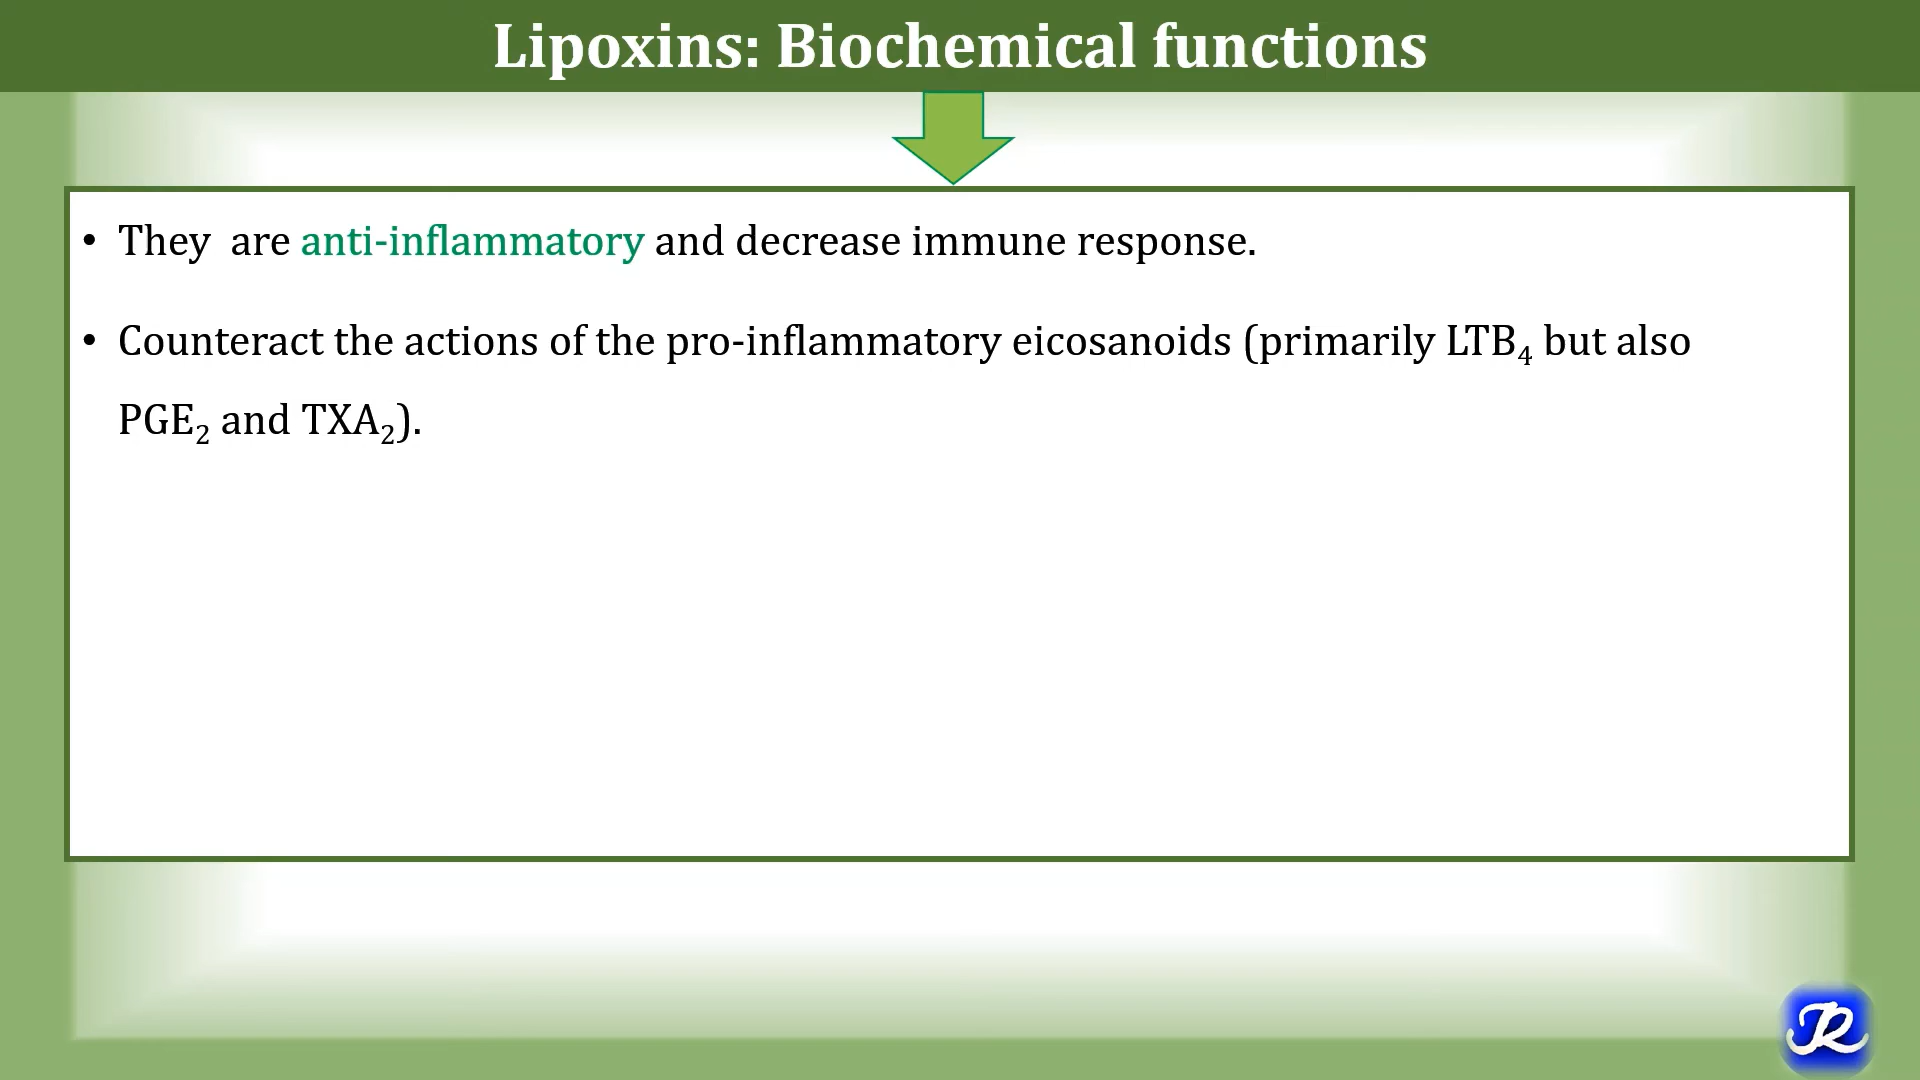 Lipoxins: Biochemical functions
• They are anti-inflammatory and decrease immune response.
• Counteract the actions of the pro-inflammatory eicosanoids (primarily LTB₄ but also
PGE₂ and TXA₂).
JR